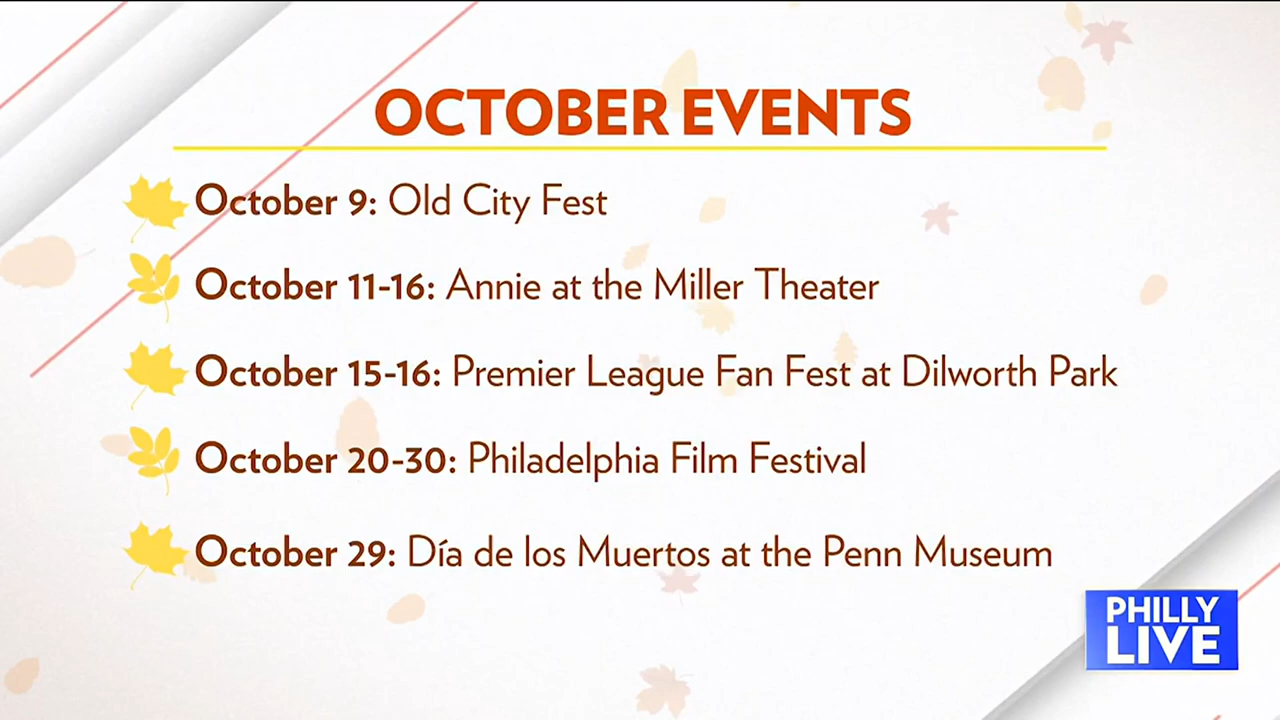 OCTOBER EVENTS
October 9: Old City Fest
October 11-16: Annie at the Miller Theater
October 15-16: Premier League Fan Fest at Dilworth Park
October 20-30: Philadelphia Film Festival
October 29: Día de los Muertos at the Penn Museum
PHILLY
LIVE